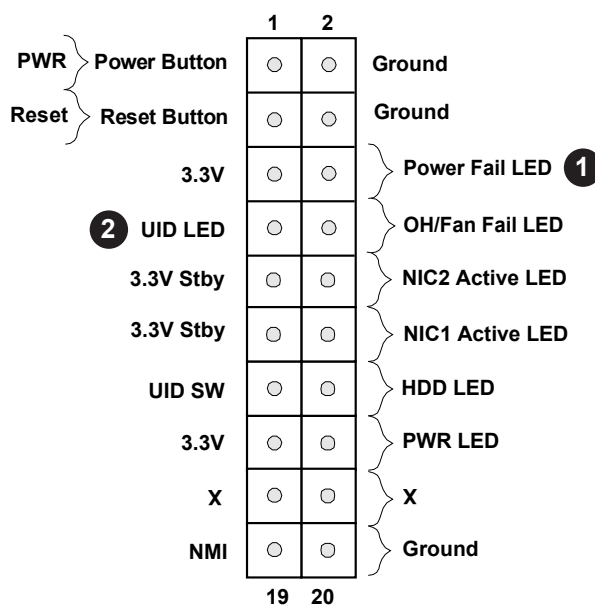 1 2
PWR Power Button Ground
Reset Reset Button Ground
3.3V Power Fail LED 1
2 UID LED OH/Fan Fail LED
3.3V Stby NIC2 Active LED
3.3V Stby NIC1 Active LED
UID SW HDD LED
3.3V PWR LED
X X
NMI Ground
19 20